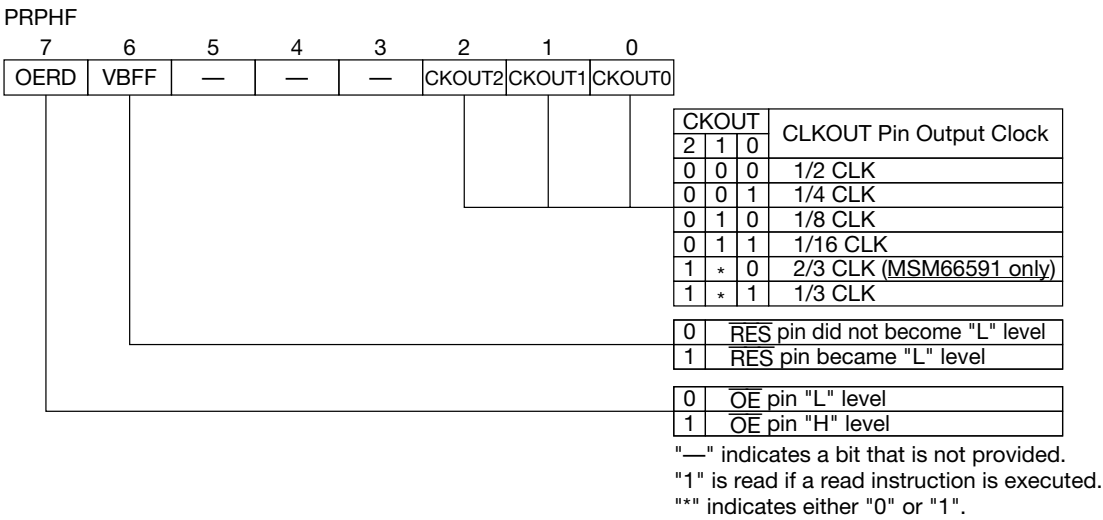 PRPHF
7 6 5 4 3 2 1 0
OERD VBFF — — — CKOUT2 CKOUT1 CKOUT0
CKOUT CLKOUT Pin Output Clock
2 1 0
0 0 0 1/2 CLK
0 0 1 1/4 CLK
0 1 0 1/8 CLK
0 1 1 1/16 CLK
1 * 0 2/3 CLK (MSM66591 only)
1 * 1 1/3 CLK
0 RES pin did not become "L" level
1 RES pin became "L" level
0 OE pin "L" level
1 OE pin "H" level
"—" indicates a bit that is not provided.
"1" is read if a read instruction is executed.
"*" indicates either "0" or "1".